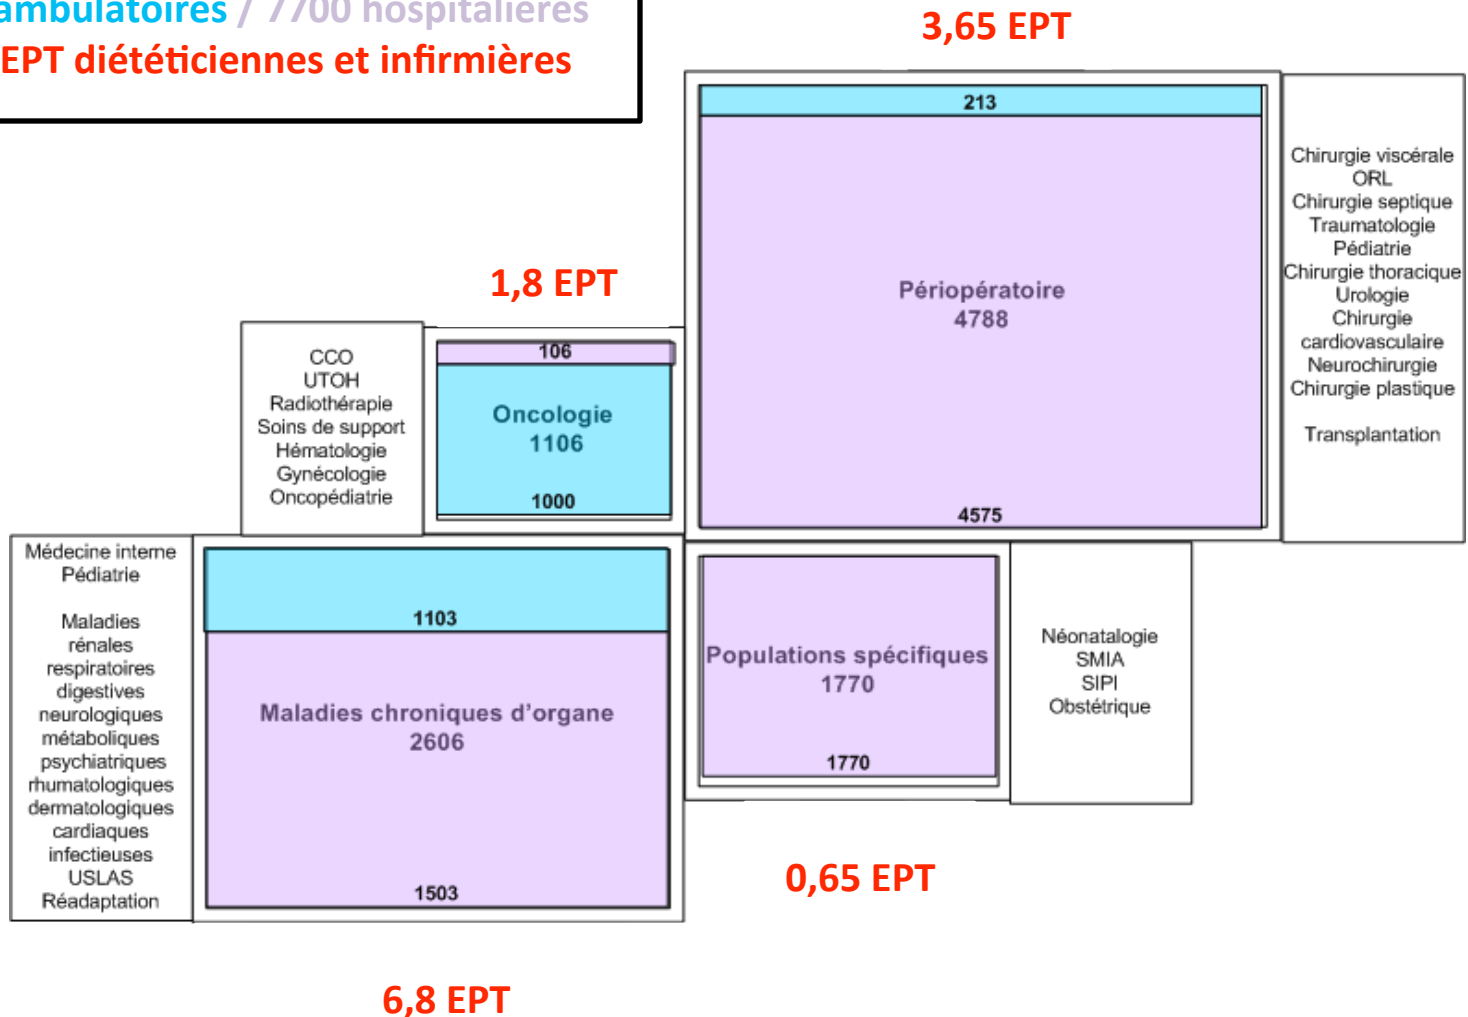 ambulatoires / 7700 hospitalières
EPT diététiciennes et infirmières
3,65 EPT
213
Périopératoire
4788
4575
Chirurgie viscérale
ORL
Chirurgie septique
Traumatologie
Pédiatrie
Chirurgie thoracique
Urologie
Chirurgie
cardiovasculaire
Neurochirurgie
Chirurgie plastique
Transplantation
1,8 EPT
CCO
UTOH
Radiothérapie
Soins de support
Hématologie
Gynécologie
Oncopédiatrie
106
Oncologie
1106
1000
Médecine interne
Pédiatrie
Maladies
rénales
respiratoires
digestives
neurologiques
métaboliques
psychiatriques
rhumatologiques
dermatologiques
cardiaques
infectieuses
USLAS
Réadaptation
1103
Maladies chroniques d'organe
2606
1503
Populations spécifiques
1770
1770
Néonatalogie
SMIA
SIPI
Obstétrique
0,65 EPT
6,8 EPT